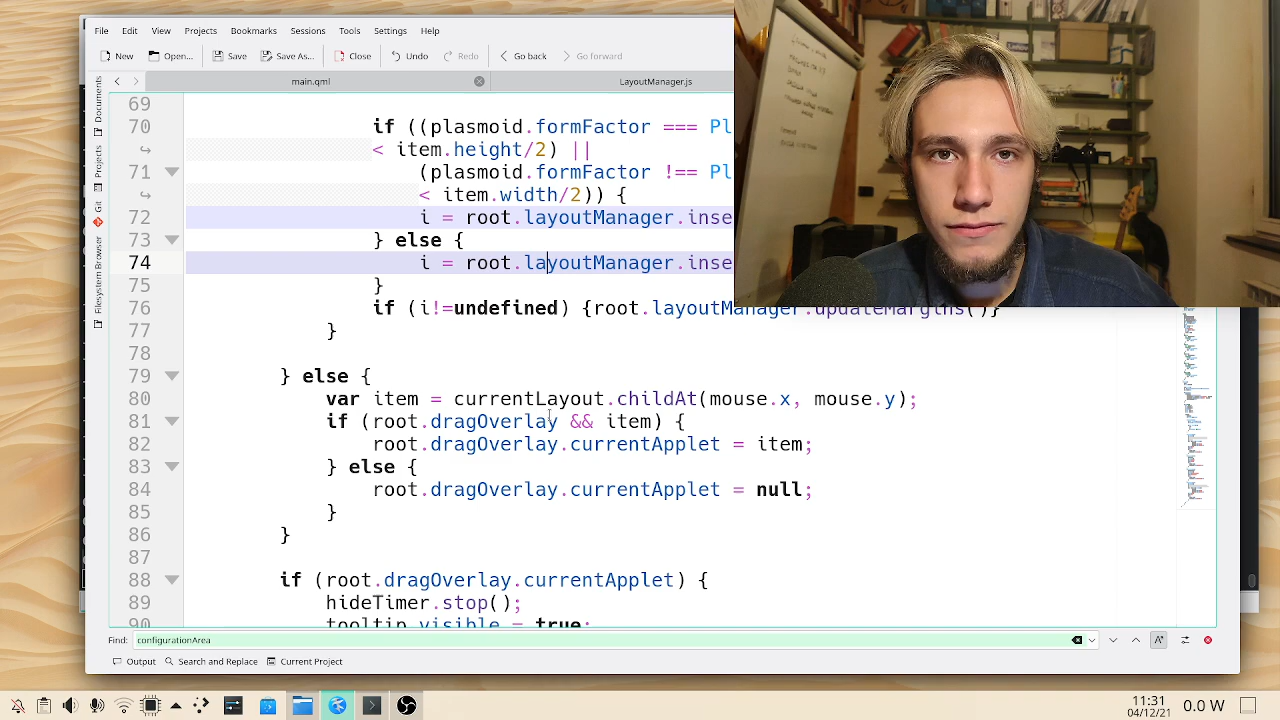 File Edit View Projects Bookmarks Sessions Tools Settings Help
New Open... Save Save As... Close Undo Redo Go back Go forward
main.qml LayoutManager.js
Documents
Projects
Git
Filesystem Browser
69
70 if ((plasmoid.formFactor === Pl
< item.height/2) ||
71 (plasmoid.formFactor !== Pl
< item.width/2)) {
72 i = root.layoutManager.inse
73 } else {
74 i = root.layoutManager.inse
75 }
76 if (i!=undefined) {root.layoutManager.updateMargins()}
77 }
78
79 } else {
80 var item = currentLayout.childAt(mouse.x, mouse.y);
81 if (root.dragOverlay && item) {
82 root.dragOverlay.currentApplet = item;
83 } else {
84 root.dragOverlay.currentApplet = null;
85 }
86 }
87
88 if (root.dragOverlay.currentApplet) {
89 hideTimer.stop();
90 tooltip.visible = true;
Find: configurationArea
Output Search and Replace Current Project
11:31
04/12/21
0.0 W